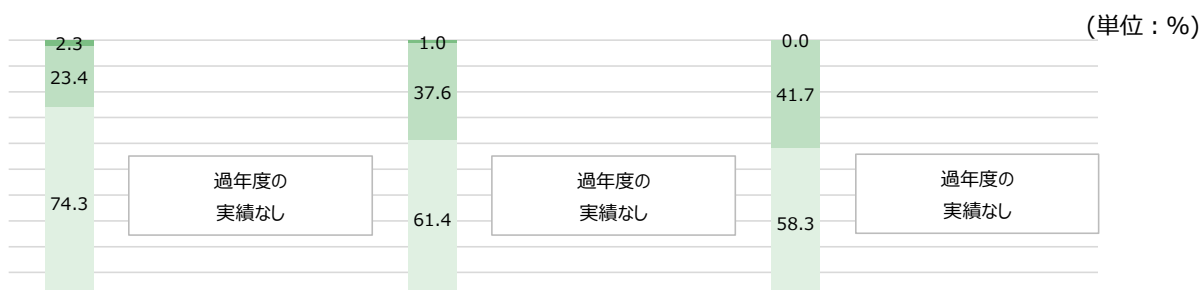 (単位：%)
2.3
1.0
0.0
23.4
37.6
41.7
過年度の
実績なし
過年度の
実績なし
過年度の
実績なし
74.3
61.4
58.3